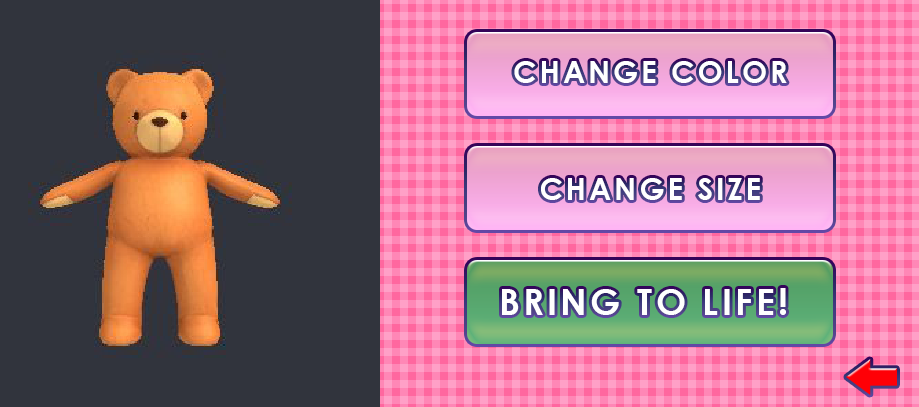 CHANGE COLOR
CHANGE SIZE
BRING TO LIFE!